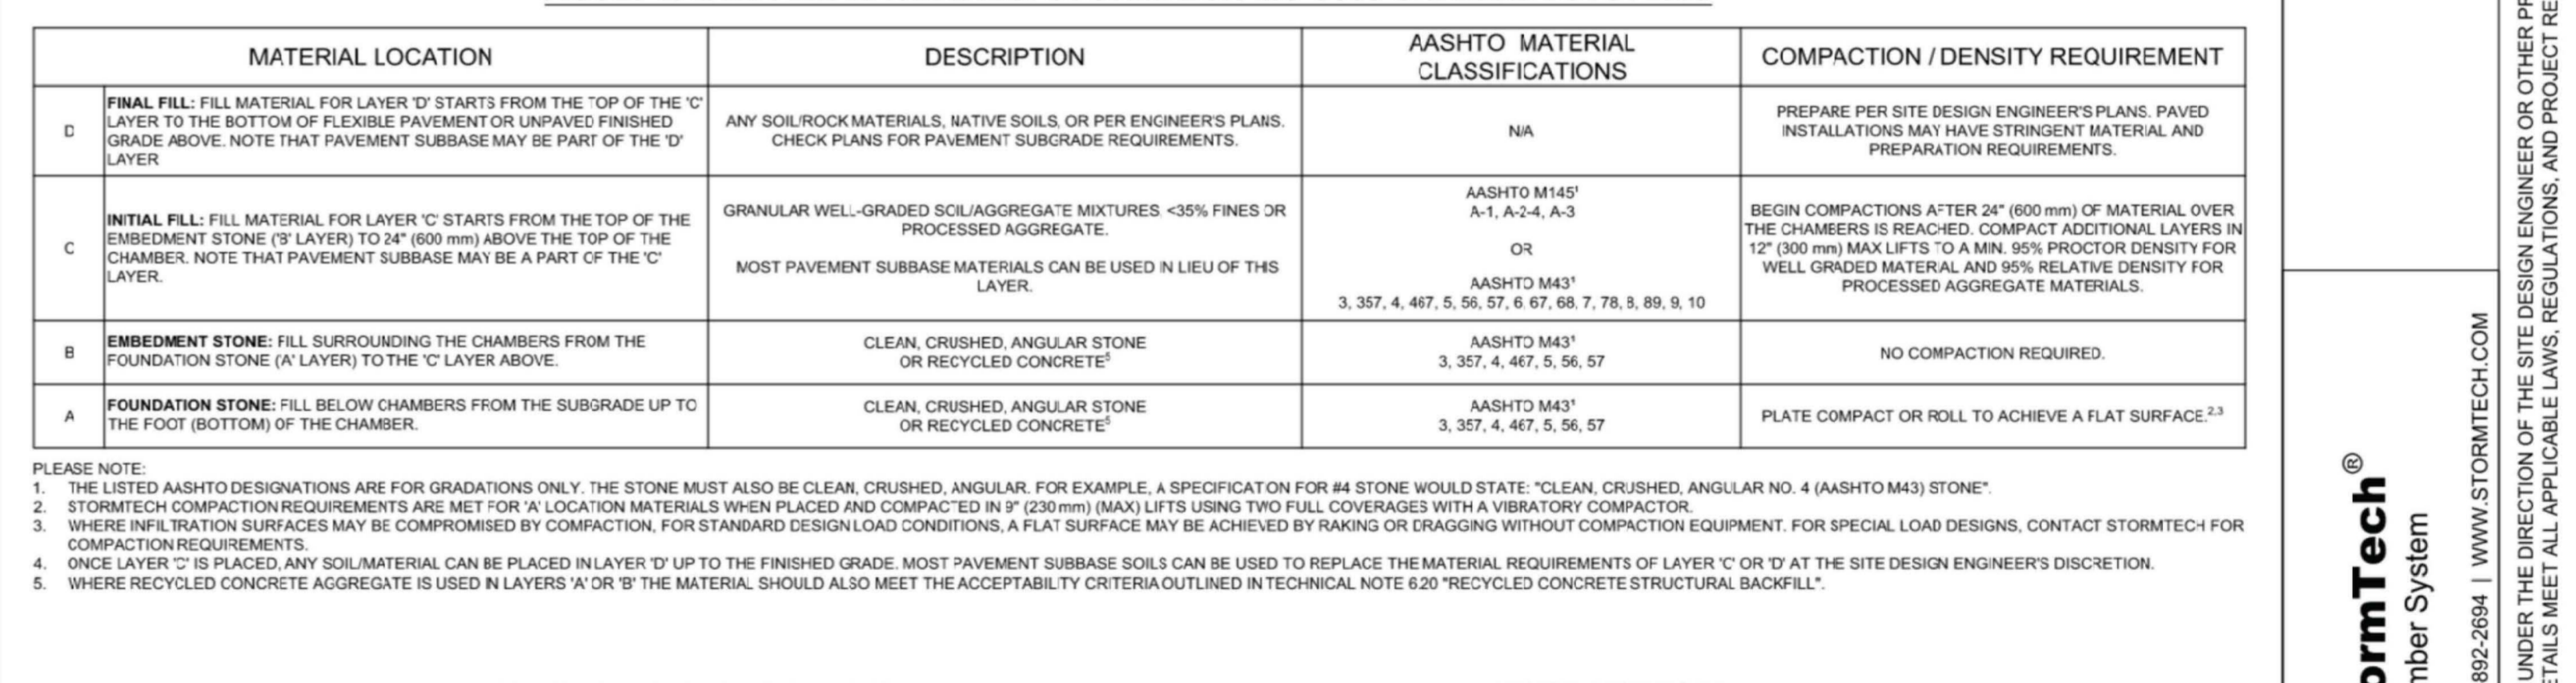 MATERIAL LOCATION
DESCRIPTION
AASHTO MATERIAL
CLASSIFICATIONS
COMPACTION / DENSITY REQUIREMENT
D
FINAL FILL: FILL MATERIAL FOR LAYER 'D' STARTS FROM THE TOP OF THE 'C'
LAYER TO THE BOTTOM OF FLEXIBLE PAVEMENT OR UNPAVED FINISHED
GRADE ABOVE. NOTE THAT PAVEMENT SUBBASE MAY BE PART OF THE 'D'
LAYER
ANY SOIL/ROCK MATERIALS, NATIVE SOILS, OR PER ENGINEER'S PLANS.
CHECK PLANS FOR PAVEMENT SUBGRADE REQUIREMENTS.
N/A
PREPARE PER SITE DESIGN ENGINEER'S PLANS. PAVED
INSTALLATIONS MAY HAVE STRINGENT MATERIAL AND
PREPARATION REQUIREMENTS.
C
INITIAL FILL: FILL MATERIAL FOR LAYER 'C' STARTS FROM THE TOP OF THE
EMBEDMENT STONE ('B' LAYER) TO 24" (600 mm) ABOVE THE TOP OF THE
CHAMBER. NOTE THAT PAVEMENT SUBBASE MAY BE A PART OF THE 'C'
LAYER.
GRANULAR WELL-GRADED SOIL/AGGREGATE MIXTURES, <35% FINES OR
PROCESSED AGGREGATE.
MOST PAVEMENT SUBBASE MATERIALS CAN BE USED IN LIEU OF THIS
LAYER.
AASHTO M145¹
A-1, A-2-4, A-3
OR
AASHTO M43¹
3, 357, 4, 467, 5, 56, 57, 6, 67, 68, 7, 78, 8, 89, 9, 10
BEGIN COMPACTIONS AFTER 24" (600 mm) OF MATERIAL OVER
THE CHAMBERS IS REACHED. COMPACT ADDITIONAL LAYERS IN
12" (300 mm) MAX LIFTS TO A MIN. 95% PROCTOR DENSITY FOR
WELL GRADED MATERIAL AND 95% RELATIVE DENSITY FOR
PROCESSED AGGREGATE MATERIALS.
B
EMBEDMENT STONE: FILL SURROUNDING THE CHAMBERS FROM THE
FOUNDATION STONE ('A' LAYER) TO THE 'C' LAYER ABOVE.
CLEAN, CRUSHED, ANGULAR STONE
OR RECYCLED CONCRETE⁵
AASHTO M43¹
3, 357, 4, 467, 5, 56, 57
NO COMPACTION REQUIRED.
A
FOUNDATION STONE: FILL BELOW CHAMBERS FROM THE SUBGRADE UP TO
THE FOOT (BOTTOM) OF THE CHAMBER.
CLEAN, CRUSHED, ANGULAR STONE
OR RECYCLED CONCRETE⁵
AASHTO M43¹
3, 357, 4, 467, 5, 56, 57
PLATE COMPACT OR ROLL TO ACHIEVE A FLAT SURFACE.²,³
PLEASE NOTE:
1. THE LISTED AASHTO DESIGNATIONS ARE FOR GRADATIONS ONLY. THE STONE MUST ALSO BE CLEAN, CRUSHED, ANGULAR. FOR EXAMPLE, A SPECIFICATION FOR #4 STONE WOULD STATE: "CLEAN, CRUSHED, ANGULAR NO. 4 (AASHTO M43) STONE".
2. STORMTECH COMPACTION REQUIREMENTS ARE MET FOR 'A' LOCATION MATERIALS WHEN PLACED AND COMPACTED IN 9" (230 mm) (MAX) LIFTS USING TWO FULL COVERAGES WITH A VIBRATORY COMPACTOR.
3. WHERE INFILTRATION SURFACES MAY BE COMPROMISED BY COMPACTION, FOR STANDARD DESIGN LOAD CONDITIONS, A FLAT SURFACE MAY BE ACHIEVED BY RAKING OR DRAGGING WITHOUT COMPACTION EQUIPMENT. FOR SPECIAL LOAD DESIGNS, CONTACT STORMTECH FOR
COMPACTION REQUIREMENTS.
4. ONCE LAYER 'C' IS PLACED, ANY SOIL/MATERIAL CAN BE PLACED IN LAYER 'D' UP TO THE FINISHED GRADE. MOST PAVEMENT SUBBASE SOILS CAN BE USED TO REPLACE THE MATERIAL REQUIREMENTS OF LAYER 'C' OR 'D' AT THE SITE DESIGN ENGINEER'S DISCRETION.
5. WHERE RECYCLED CONCRETE AGGREGATE IS USED IN LAYERS 'A' OR 'B' THE MATERIAL SHOULD ALSO MEET THE ACCEPTABILITY CRITERIA OUTLINED IN TECHNICAL NOTE 6.20 "RECYCLED CONCRETE STRUCTURAL BACKFILL".
ormTech®
mber System
892-2694 | WWW.STORMTECH.COM
UNDER THE DIRECTION OF THE SITE DESIGN ENGINEER OR OTHER
MEET ALL APPLICABLE LAWS, REGULATIONS, AND PROJECT